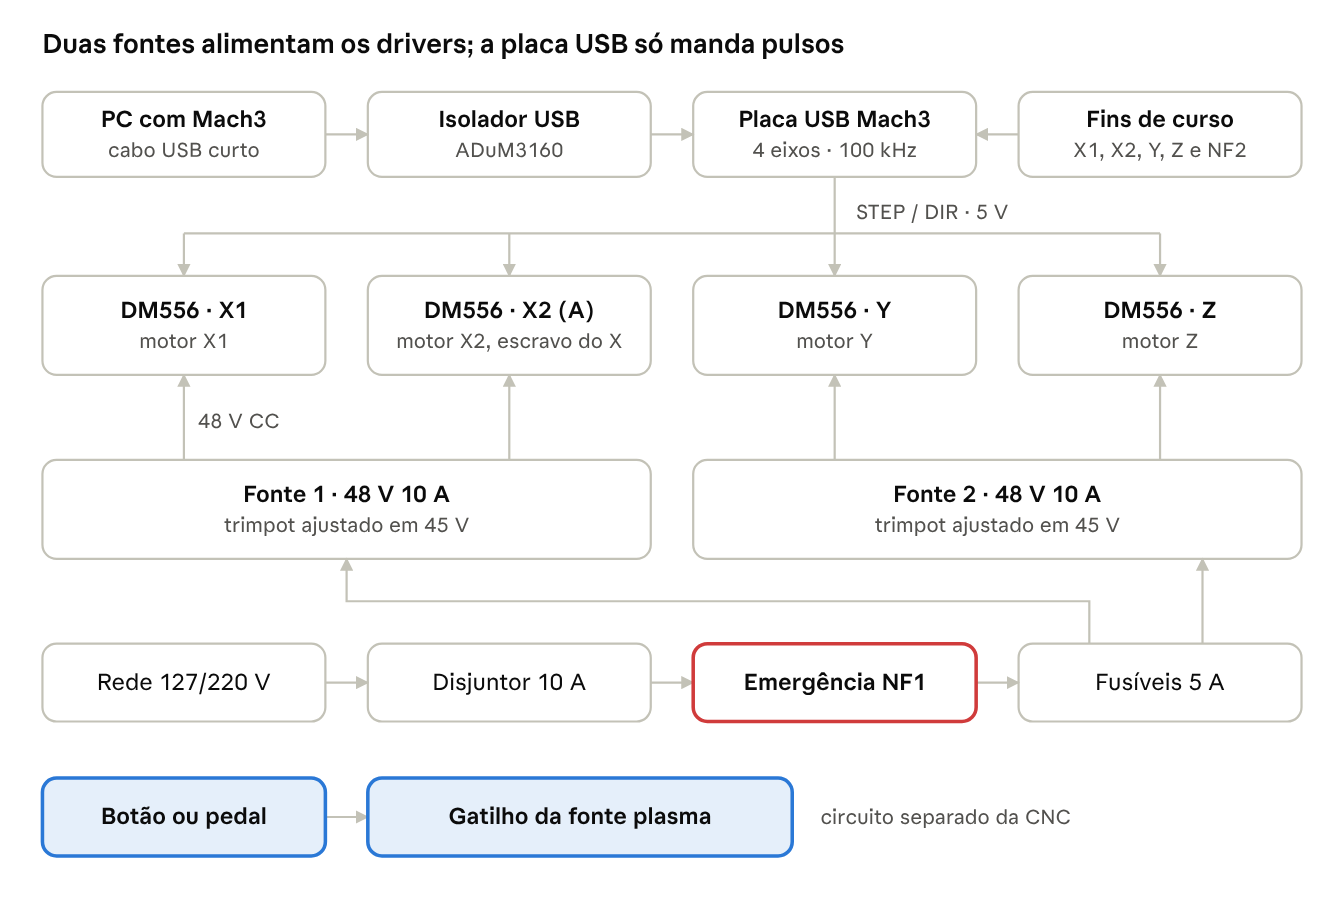 Duas fontes alimentam os drivers; a placa USB só manda pulsos
PC com Mach3
cabo USB curto
Isolador USB
ADuM3160
Placa USB Mach3
4 eixos · 100 kHz
Fins de curso
X1, X2, Y, Z e NF2
STEP / DIR · 5 V
DM556 · X1
motor X1
DM556 · X2 (A)
motor X2, escravo do X
DM556 · Y
motor Y
DM556 · Z
motor Z
48 V CC
Fonte 1 · 48 V 10 A
trimpot ajustado em 45 V
Fonte 2 · 48 V 10 A
trimpot ajustado em 45 V
Rede 127/220 V
Disjuntor 10 A
Emergência NF1
Fusíveis 5 A
Botão ou pedal
Gatilho da fonte plasma
circuito separado da CNC